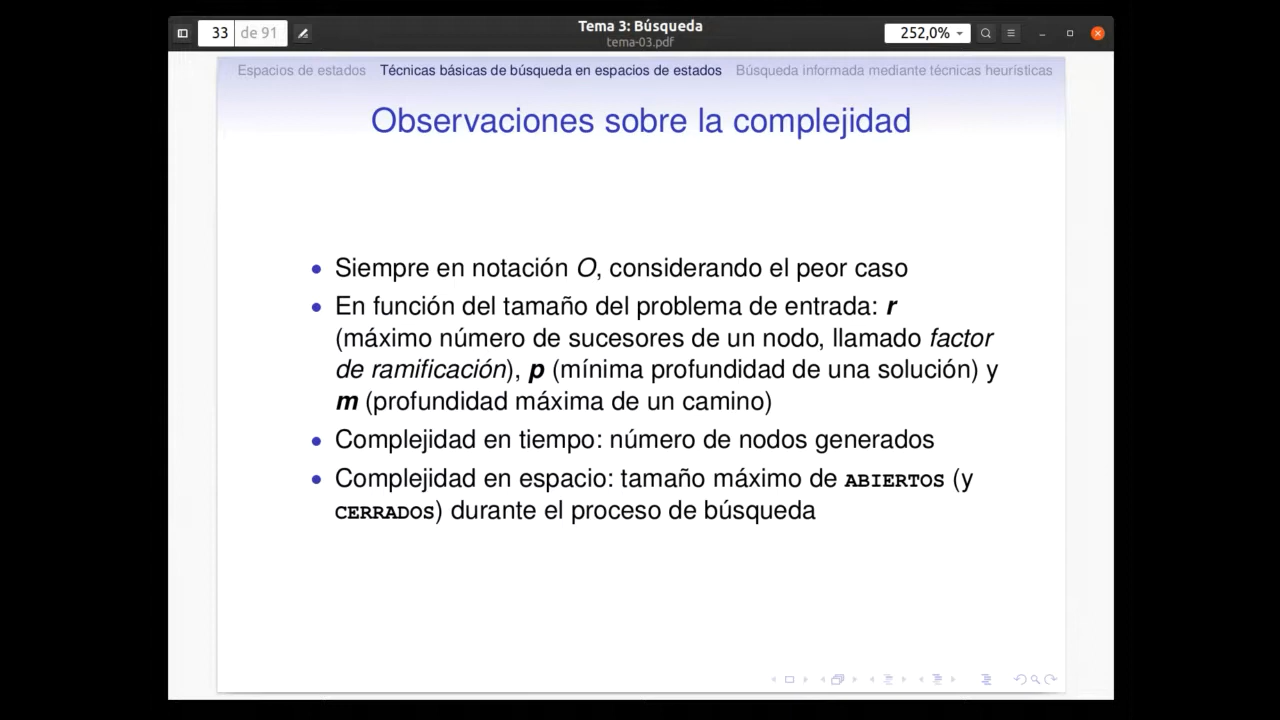 33 de 91
Tema 3: Búsqueda
tema-03.pdf
252,0%
Espacios de estados Técnicas básicas de búsqueda en espacios de estados Búsqueda informada mediante técnicas heurísticas
Observaciones sobre la complejidad
• Siempre en notación O, considerando el peor caso
• En función del tamaño del problema de entrada: r
(máximo número de sucesores de un nodo, llamado factor
de ramificación), p (mínima profundidad de una solución) y
m (profundidad máxima de un camino)
• Complejidad en tiempo: número de nodos generados
• Complejidad en espacio: tamaño máximo de ABIERTOS (y
CERRADOS) durante el proceso de búsqueda